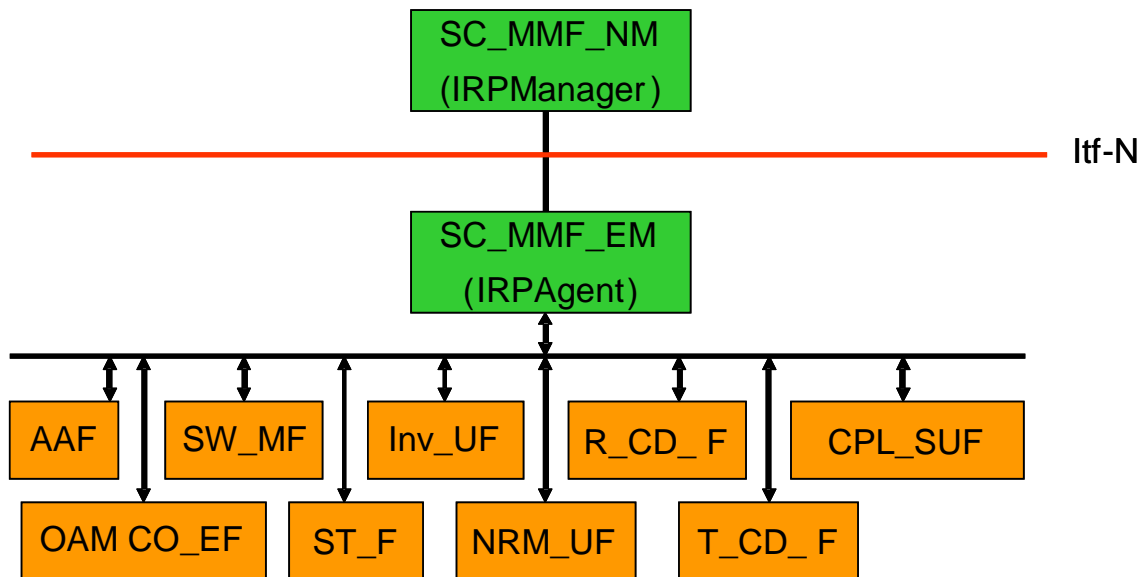 SC_MMF_NM
(IRPManager)
Itf-N
SC_MMF_EM
(IRPAgent)
AAF
SW_MF
Inv_UF
R_CD_ F
CPL_SUF
OAM CO_EF
ST_F
NRM_UF
T_CD_ F